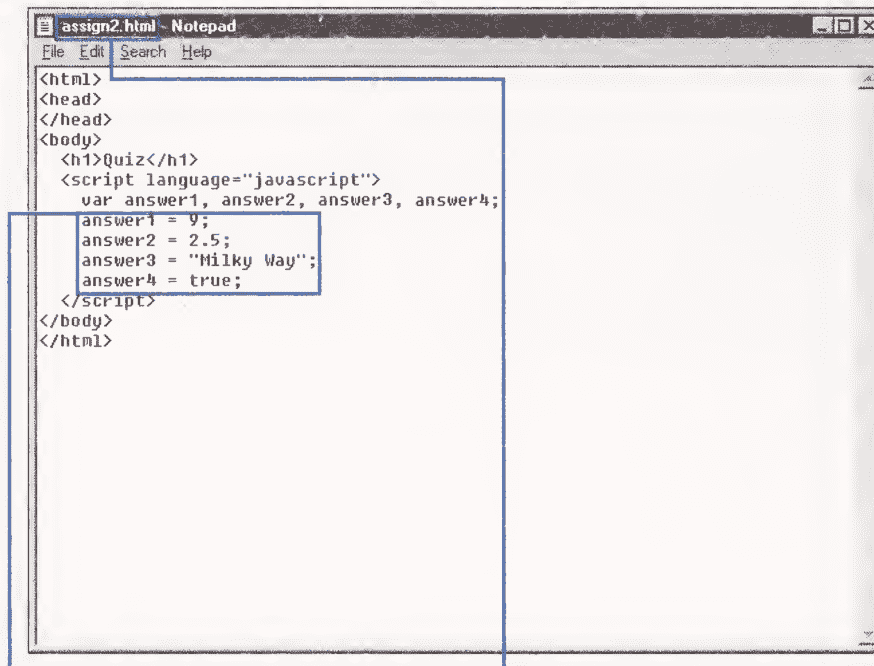 assign2.html - Notepad
File Edit Search Help
<html>
<head>
</head>
<body>
  <h1>Quiz</h1>
  <script language="javascript">
    var answer1, answer2, answer3, answer4;
    answer1 = 9;
    answer2 = 2.5;
    answer3 = "Milky Way";
    answer4 = true;
  </script>
</body>
</html>